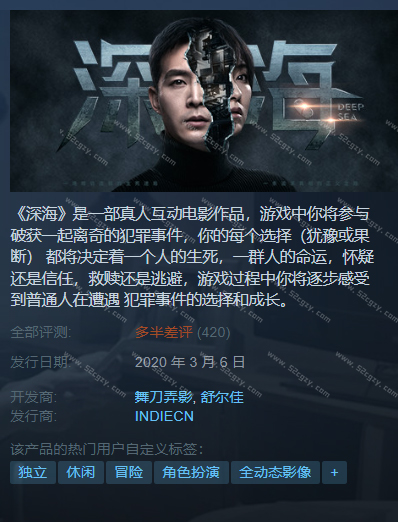 深海
DEEP
SEA
《深海》是一部真人互动电影作品，游戏中你将参与
破获一起离奇的犯罪事件，你的每个选择（犹豫或果
断） 都将决定着一个人的生死，一群人的命运，怀疑
还是信任，救赎还是逃避，游戏过程中你将逐步感受
到普通人在遭遇 犯罪事件的选择和成长。
全部评测: 多半差评 (420)
发行日期: 2020 年 3 月 6 日
开发商: 舞刀弄影, 舒尔佳
发行商: INDIECN
该产品的热门用户自定义标签：
独立 休闲 冒险 角色扮演 全动态影像 +
www.52cgzy.com